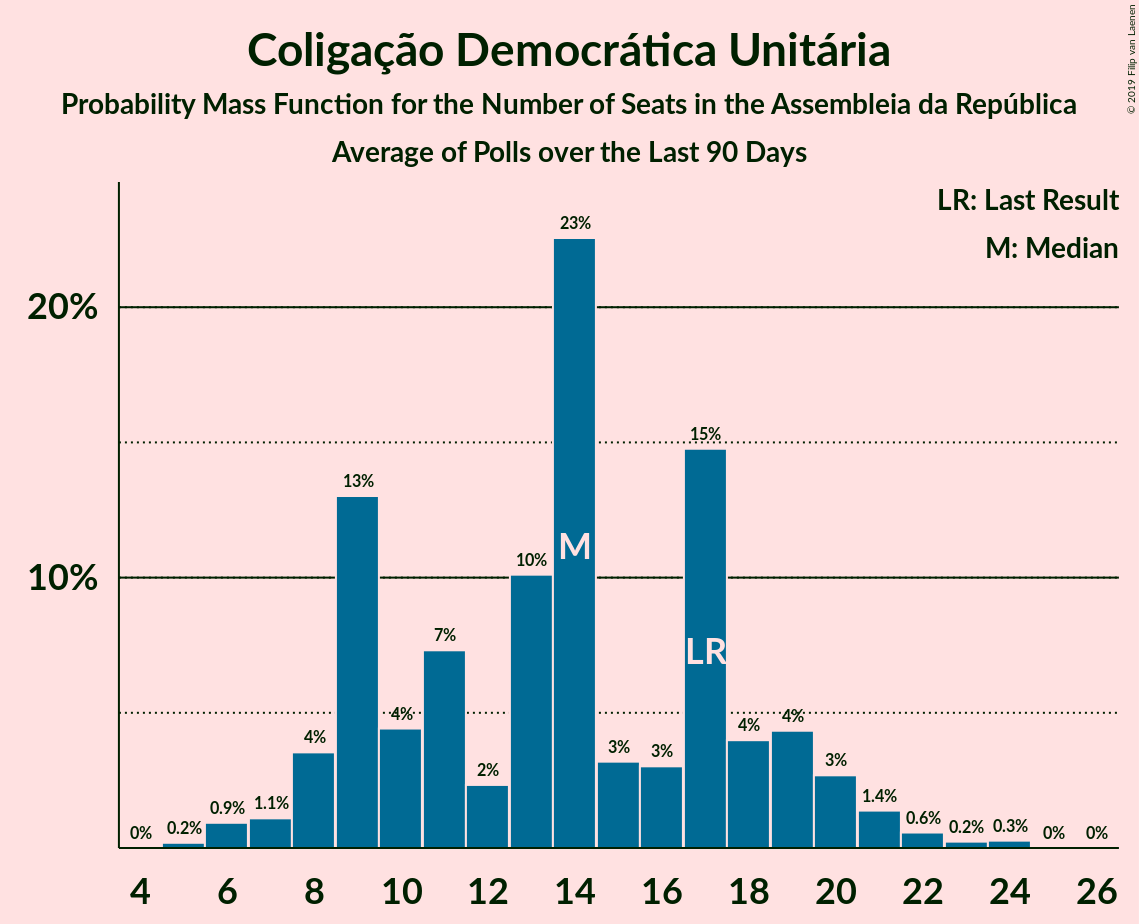 Coligação Democrática Unitária
Probability Mass Function for the Number of Seats in the Assembleia da República
Average of Polls over the Last 90 Days
© 2019 Filip van Laenen
LR: Last Result
M: Median
20%
10%
0%
0.2%
0.9%
1.1%
4%
13%
4%
7%
2%
10%
23%
3%
3%
15%
4%
4%
3%
1.4%
0.6%
0.2%
0.3%
0%
0%
M
LR
4 6 8 10 12 14 16 18 20 22 24 26